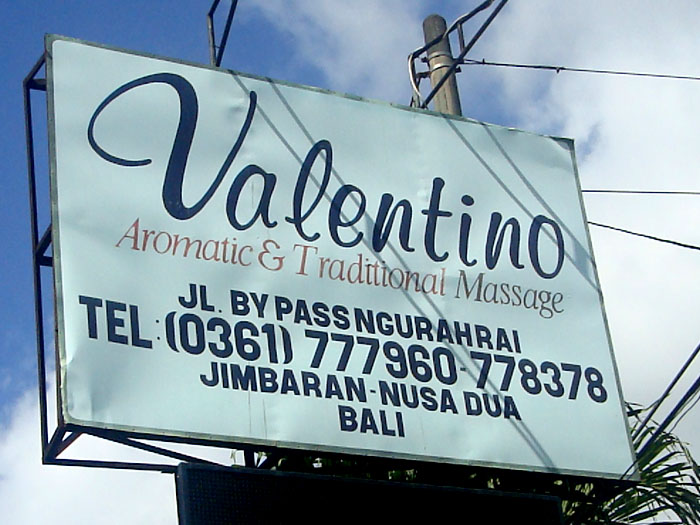 Valentino
Aromatic & Traditional Massage
JL. BY PASS NGURAHRAI
TEL:(0361) 777960-778378
JIMBARAN-NUSA DUA
BALI